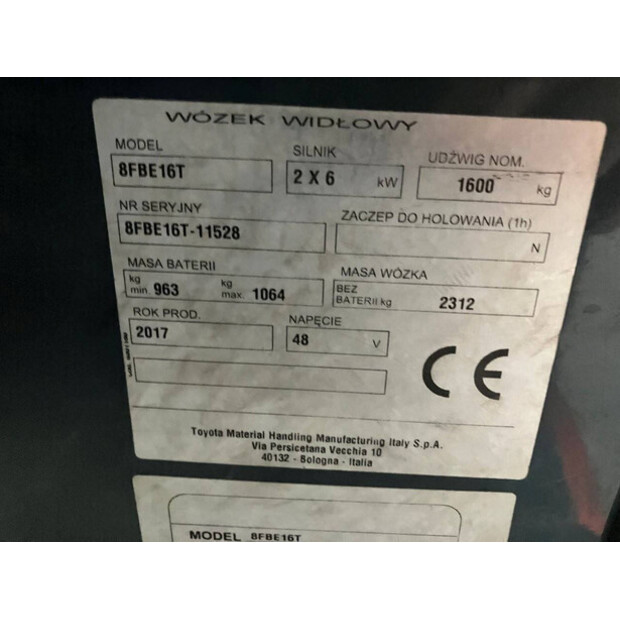 WÓZEK WIDŁOWY
MODEL SILNIK UDŹWIG NOM.
8FBE16T 2 X 6 kW 1600 kg
NR SERYJNY ZACZEP DO HOLOWANIA (1h)
8FBE16T-11528 N
MASA BATERII MASA WÓZKA
kg min. 963 kg max. 1064 BEZ BATERII kg 2312
ROK PROD. NAPĘCIE
2017 48 V
CE
Toyota Material Handling Manufacturing Italy S.p.A.
Via Persicetana Vecchia 10
40132 - Bologna - Italia
MODEL 8FBE16T